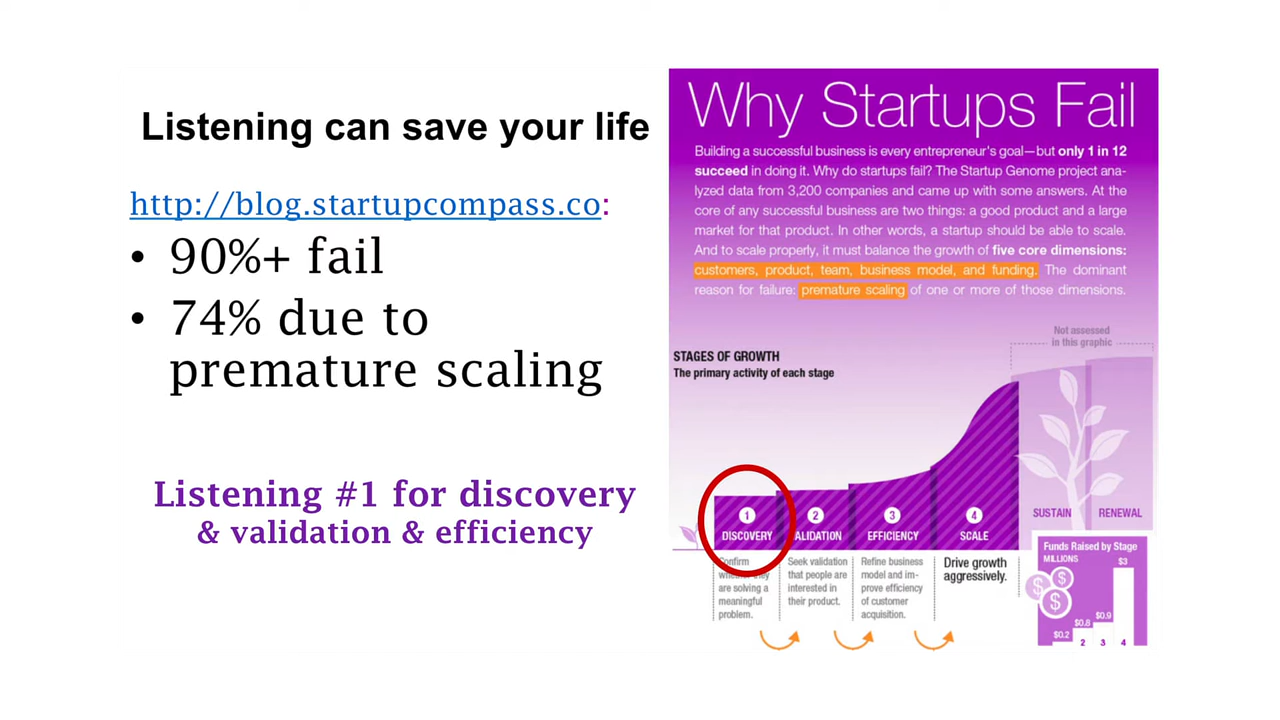 Listening can save your life
http://blog.startupcompass.co:
• 90%+ fail
• 74% due to
premature scaling
Listening #1 for discovery
& validation & efficiency
Why Startups Fail
Building a successful business is every entrepreneur's goal—but only 1 in 12
succeed in doing it. Why do startups fail? The Startup Genome project ana-
lyzed data from 3,200 companies and came up with some answers. At the
core of any successful business are two things: a good product and a large
market for that product. In other words, a startup should be able to scale.
And to scale properly, it must balance the growth of five core dimensions:
customers, product, team, business model, and funding. The dominant
reason for failure: premature scaling of one or more of those dimensions.
Not assessed
in this graphic
STAGES OF GROWTH
The primary activity of each stage
1
DISCOVERY
2
VALIDATION
3
EFFICIENCY
4
SCALE
SUSTAIN
RENEWAL
Confirm
whether they
are solving a
meaningful
problem.
Seek validation
that people are
interested in
their product.
Refine business
model and im-
prove efficiency
of customer
acquisition.
Drive growth
aggressively.
Funds Raised by Stage
MILLIONS
$ $ $
$0.2
$0.8
$0.9
$3
2 3 4